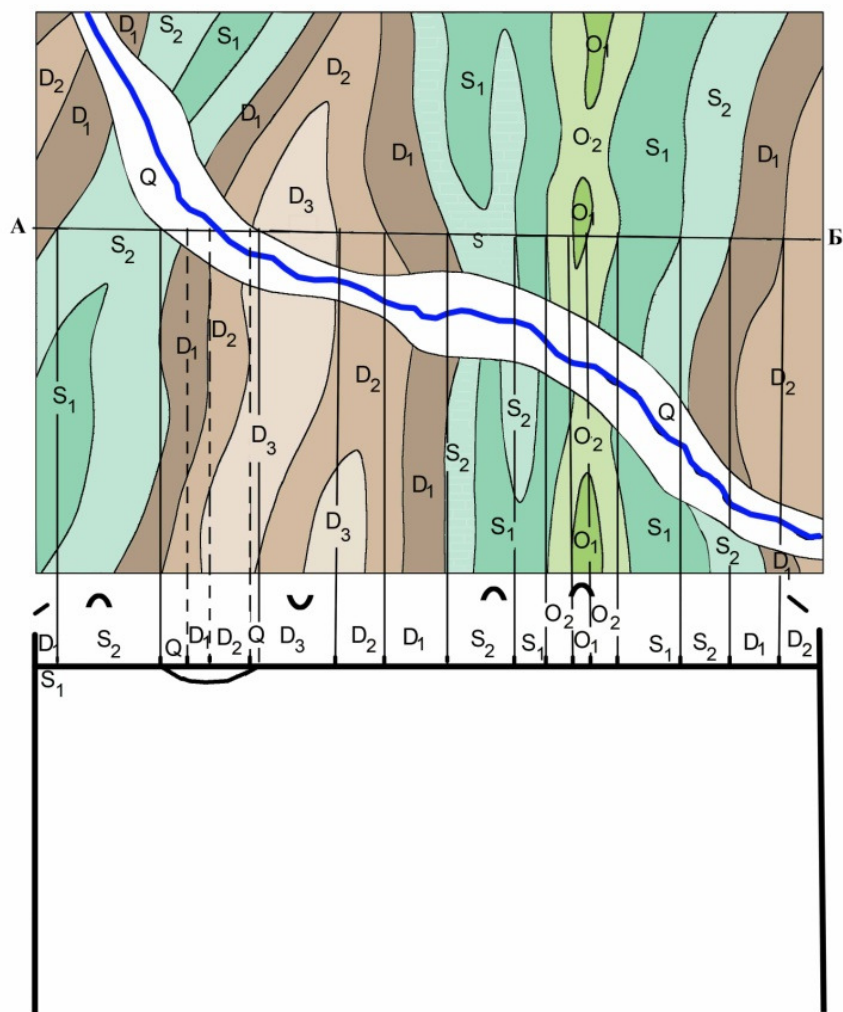 O₁
D₁ S₂ S₁
D₂ D₂ S₁ S₂
D₁ D₁ O₂
D₁ S₁ D₁
Q D₃ O₁
А S₂ S Б
D₁ D₂ D₂ D₂
S₁ S₂ Q
D₃ S₂ O₂
D₁
D₃ S₁ O₁ S₁ S₂
D₁
O₂ O₂
D₁ S₂ Q D₁ D₂ Q D₃ D₂ D₁ S₂ S₁ O₁ S₁ S₂ D₁ D₂
S₁